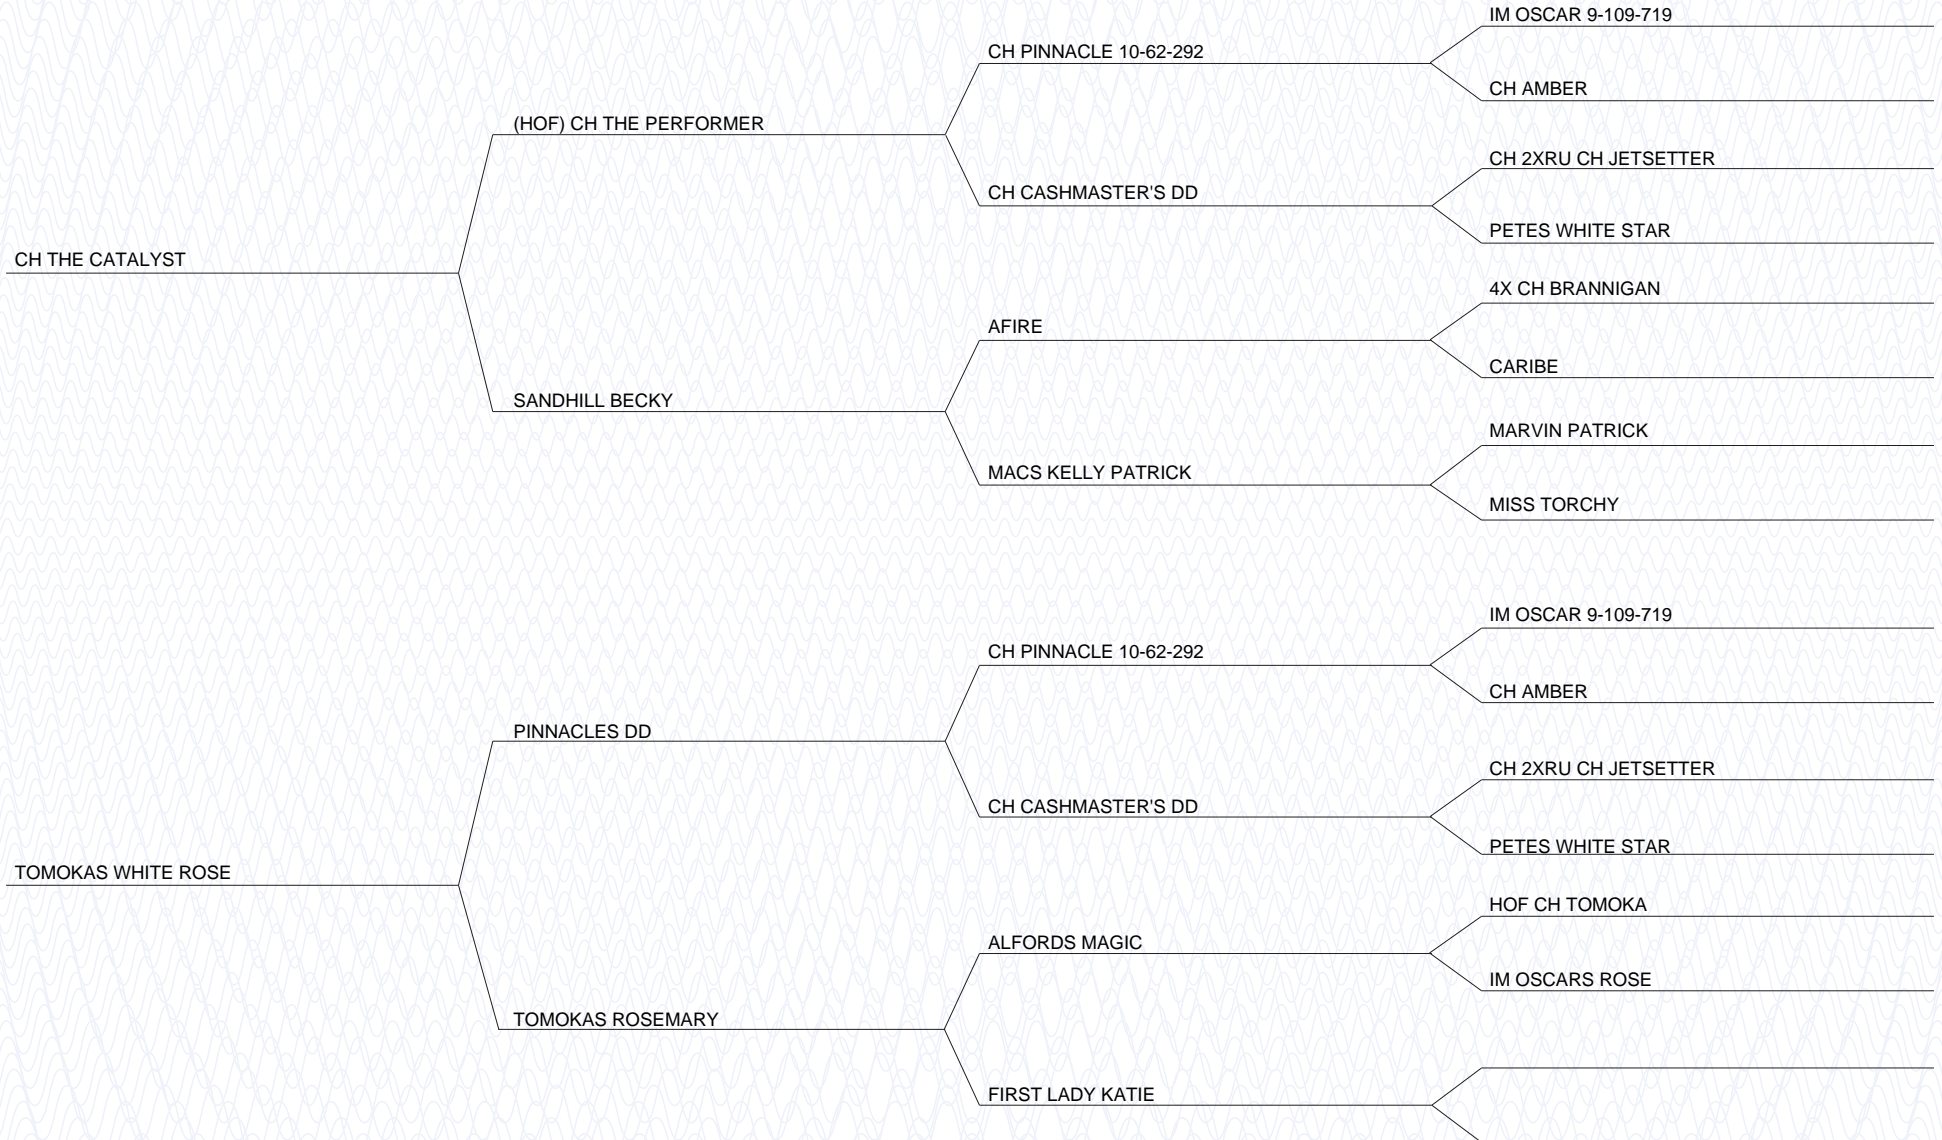 IM OSCAR 9-109-719
CH PINNACLE 10-62-292
CH AMBER
(HOF) CH THE PERFORMER
CH 2XRU CH JETSETTER
CH CASHMASTER'S DD
PETES WHITE STAR
CH THE CATALYST
4X CH BRANNIGAN
AFIRE
CARIBE
SANDHILL BECKY
MARVIN PATRICK
MACS KELLY PATRICK
MISS TORCHY
IM OSCAR 9-109-719
CH PINNACLE 10-62-292
CH AMBER
PINNACLES DD
CH 2XRU CH JETSETTER
CH CASHMASTER'S DD
PETES WHITE STAR
TOMOKAS WHITE ROSE
HOF CH TOMOKA
ALFORDS MAGIC
IM OSCARS ROSE
TOMOKAS ROSEMARY
FIRST LADY KATIE